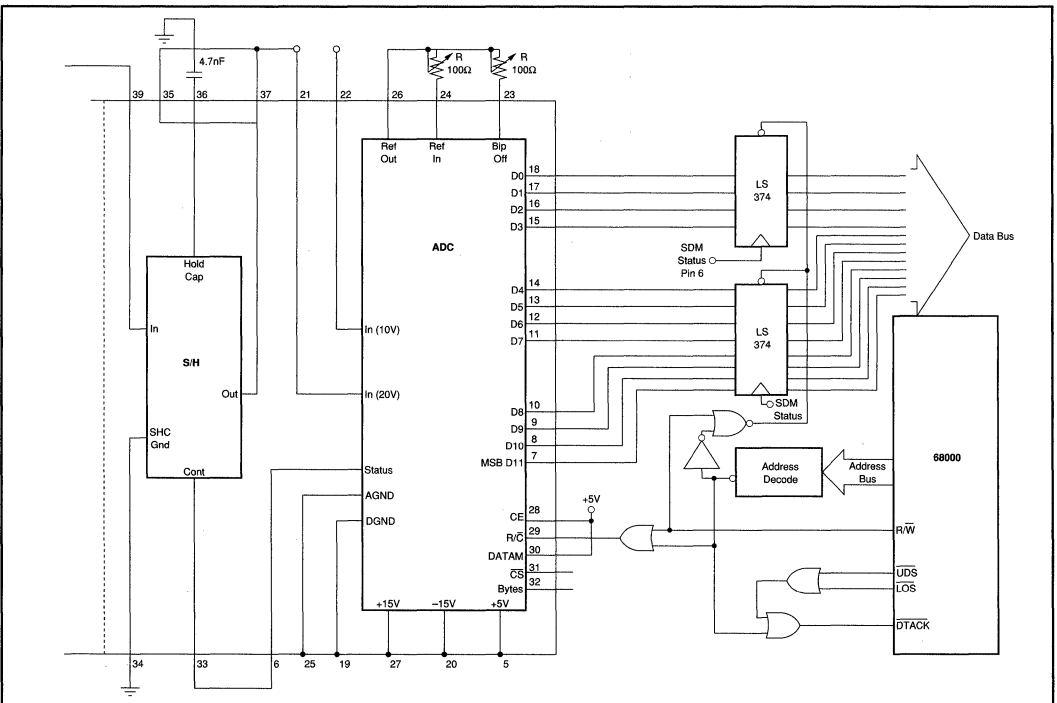 4.7nF
R
100Ω
R
100Ω
39 35 36 37 21 22 26 24 23
Ref
Out
Ref
In
Bip
Off
D0 18
D1 17
D2 16
D3 15
LS
374
ADC
SDM
Status
Pin 6
Data Bus
Hold
Cap
In
S/H
Out
SHC
Gnd
Cont
In (10V)
In (20V)
Status
AGND
DGND
D4 14
D5 13
D6 12
D7 11
LS
374
SDM
Status
D8 10
D9 9
D10 8
MSB D11 7
Address
Decode
Address
Bus
68000
+5V
CE 28
R/C̅ 29
DATAM 30
C̅S̅ 31
Bytes 32
R/W̅
U̅D̅S̅
L̅O̅S̅
D̅T̅A̅C̅K̅
+15V
–15V
+5V
34 33 6 25 19 27 20 5